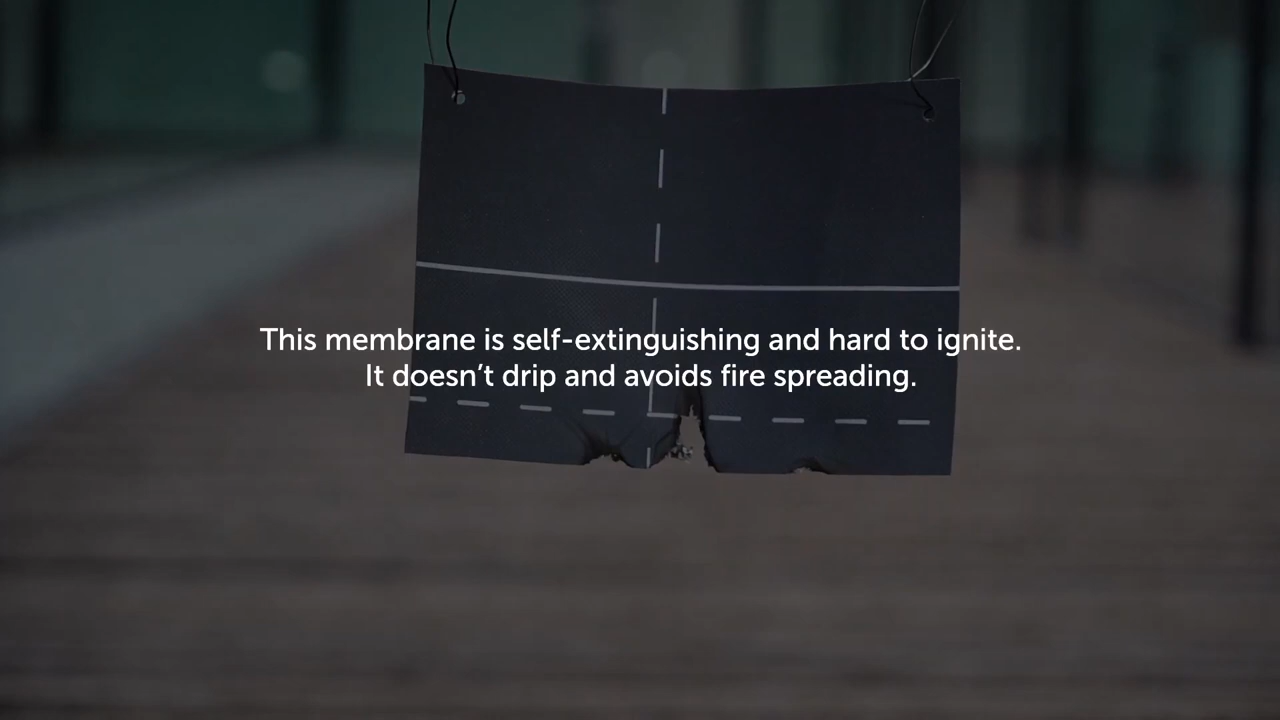 This membrane is self-extinguishing and hard to ignite.
It doesn’t drip and avoids fire spreading.